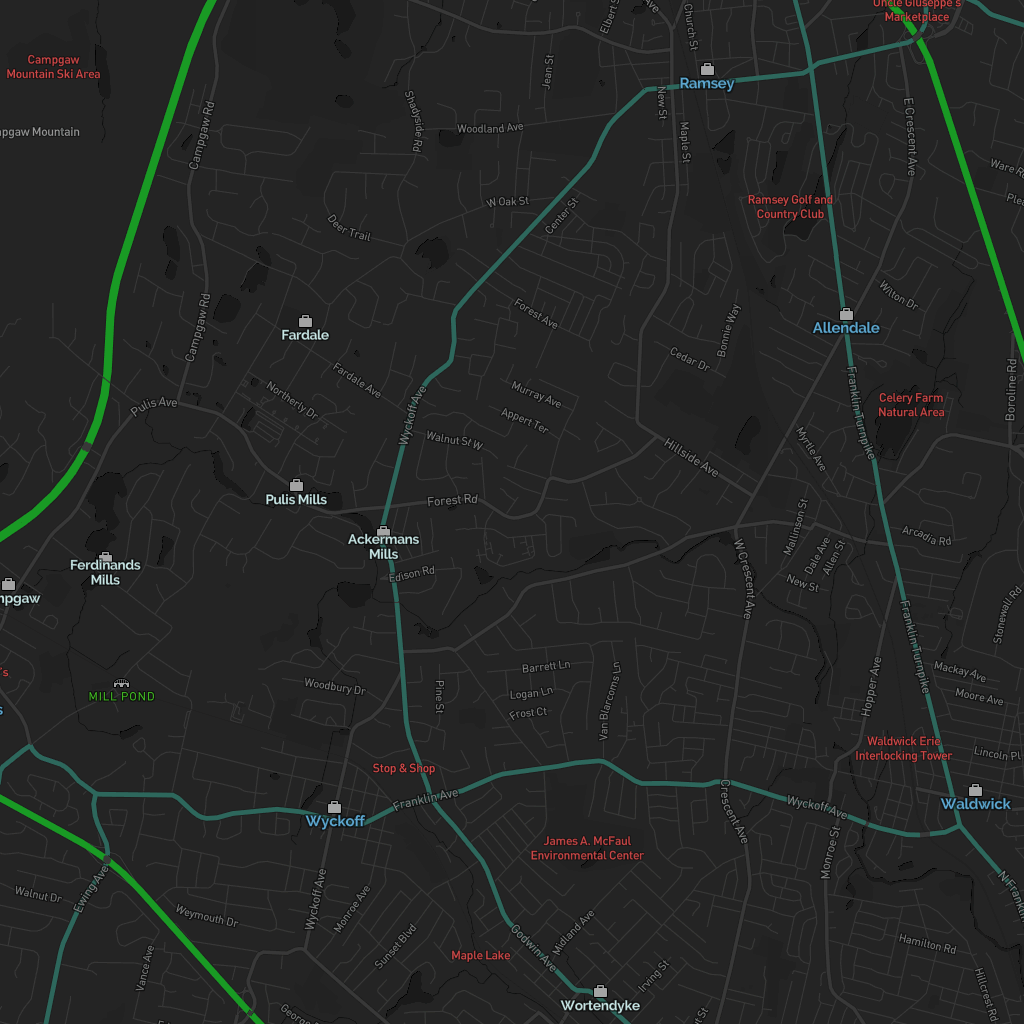 Uncle Giuseppe's
Marketplace
Elbert S
Ave
Church St
Campgaw
Mountain Ski Area
Jean St
Ramsey
New St
Campgaw Rd
Shadyside Rd
Woodland Ave
Maple St
E Crescent Ave
pgaw Mountain
Ware R
Plea
W Oak St
Center St
Ramsey Golf and
Country Club
Deer Trail
Wilton Dr
Forest Ave
Bonnie Way
Allendale
Fardale
Campgaw Rd
Cedar Dr
Fardale Ave
Northerly Dr
Murray Ave
Appert Ter
Franklin Turnpike
Boroline Rd
Celery Farm
Natural Area
Pulis Ave
Wyckoff Ave
Walnut St W
Hillside Ave
Myrtle Ave
Pulis Mills
Forest Rd
Ackermans
Mills
Mallinson St
Dale Ave
Allen St
Arcadia Rd
Ferdinands
Mills
Edison Rd
W Crescent Ave
New St
mpgaw
Stonewall Rd
Franklin Turnpike
's
Barrett Ln
Mackay Ave
Moore Ave
Woodbury Dr
Pine St
Logan Ln
Frost Ct
Van Blarcoms Ln
Hopper Ave
MILL POND
s
Waldwick Erie
Interlocking Tower
Lincoln Pl
Stop & Shop
Franklin Ave
Wyckoff
Crescent Ave
Wyckoff Ave
Waldwick
Monroe St
James A. McFaul
Environmental Center
N Frankli
Ewing Ave
Walnut Dr
Weymouth Dr
Wyckoff Ave
Monroe Ave
Sunset Blvd
Vance Ave
Maple Lake
Godwin Ave
Midland Ave
Irving St
Hamilton Rd
Hillcrest Rd
Wortendyke
George A
ut St